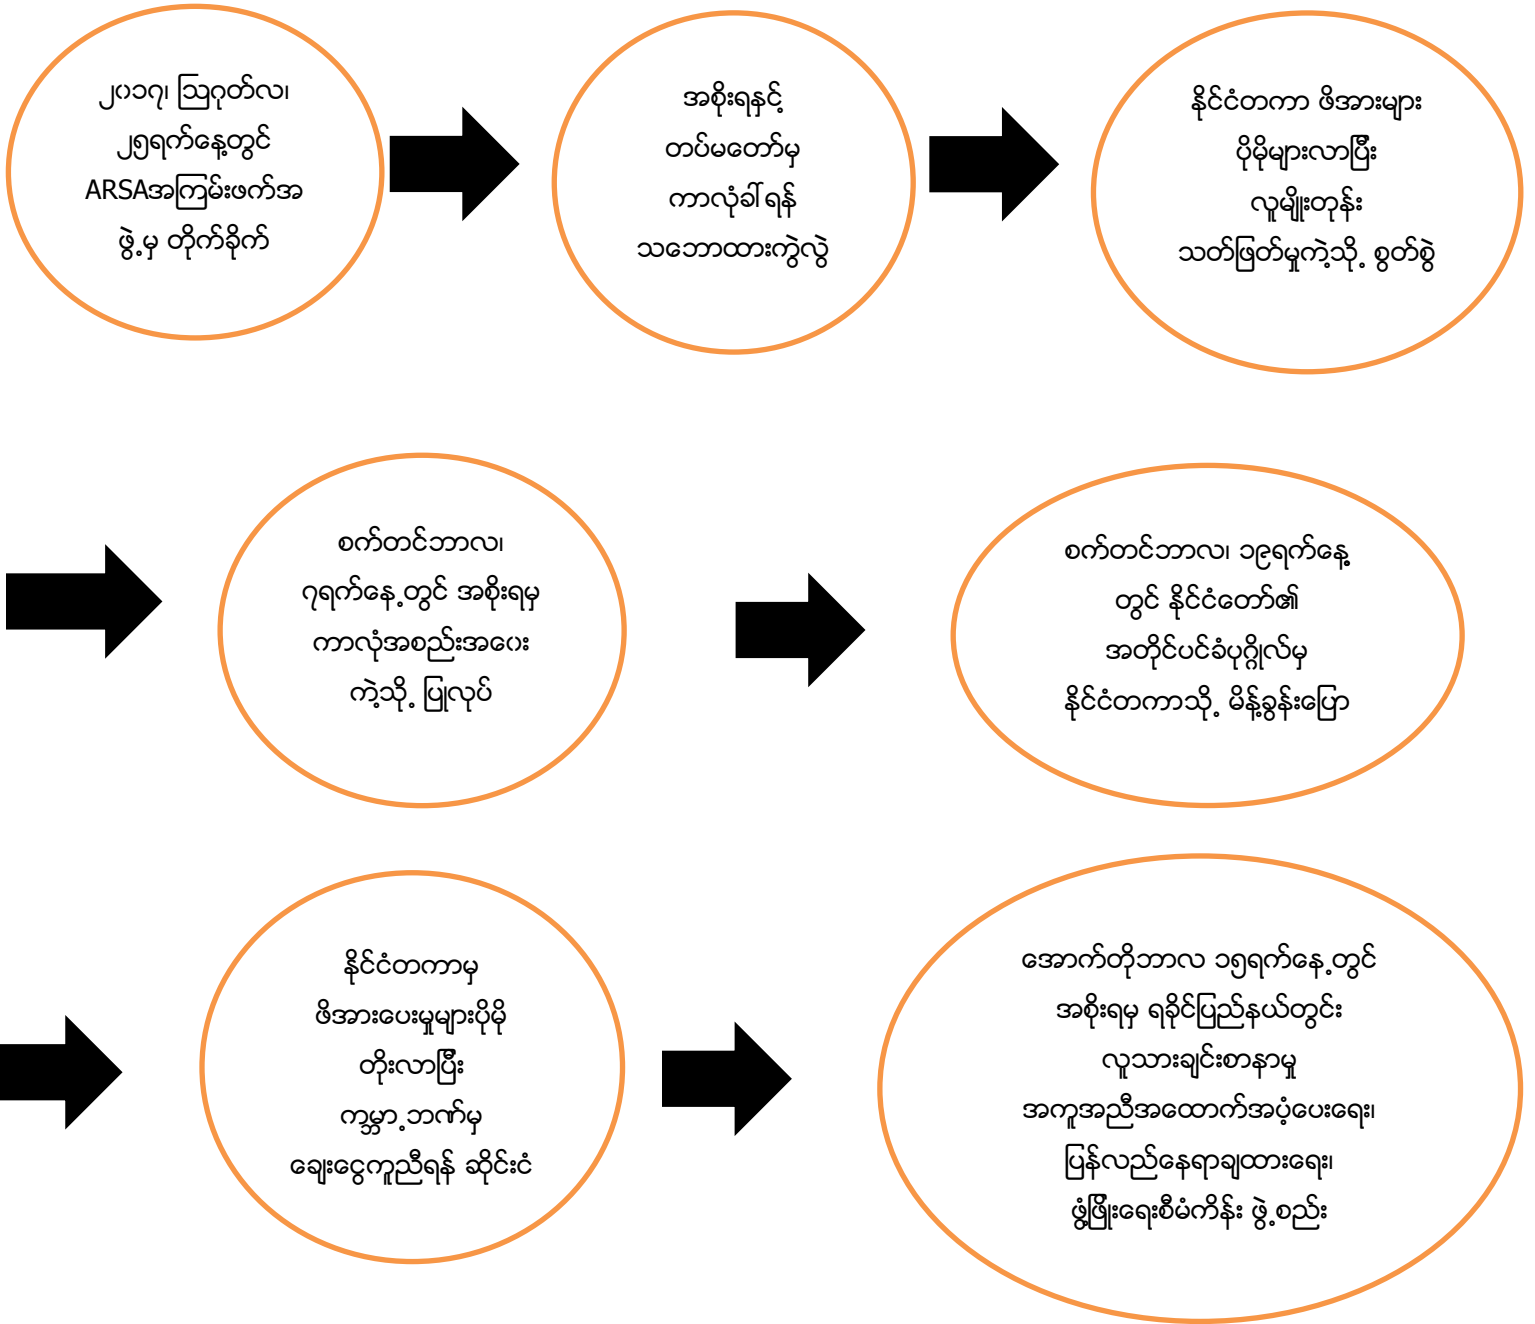 ၂၀၁၇၊ ဩဂုတ်လ၊
၂၅ရက်နေ့တွင်
ARSAအကြမ်းဖက်အ
ဖွဲ့မှ တိုက်ခိုက်
အစိုးရနှင့်
တပ်မတော်မှ
ကာလုံခေါ်ရန်
သဘောထားကွဲလွဲ
နိုင်ငံတကာ ဖိအားများ
ပိုမိုများလာပြီး
လူမျိုးတုန်း
သတ်ဖြတ်မှုကဲ့သို့ စွတ်စွဲ
စက်တင်ဘာလ၊
၇ရက်နေ့တွင် အစိုးရမှ
ကာလုံအစည်းအဝေး
ကဲ့သို့ ပြုလုပ်
စက်တင်ဘာလ၊ ၁၉ရက်နေ့
တွင် နိုင်ငံတော်၏
အတိုင်ပင်ခံပုဂ္ဂိုလ်မှ
နိုင်ငံတကာသို့ မိန့်ခွန်းပြော
နိုင်ငံတကာမှ
ဖိအားပေးမှုများပိုမို
တိုးလာပြီး
ကမ္ဘာ့ဘဏ်မှ
ချေးငွေကူညီရန် ဆိုင်းငံ
အောက်တိုဘာလ ၁၅ရက်နေ့တွင်
အစိုးရမှ ရခိုင်ပြည်နယ်တွင်း
လူသားချင်းစာနာမှု
အကူအညီအထောက်အပံ့ပေးရေး၊
ပြန်လည်နေရာချထားရေး၊
ဖွံ့ဖြိုးရေးစီမံကိန်း ဖွဲ့စည်း